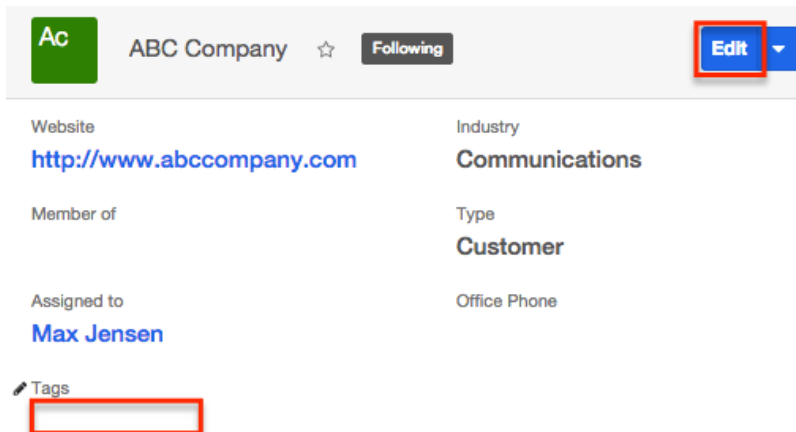 Ac
ABC Company
Following
Edit
Website
Industry
http://www.abccompany.com
Communications
Member of
Type
Customer
Assigned to
Office Phone
Max Jensen
Tags